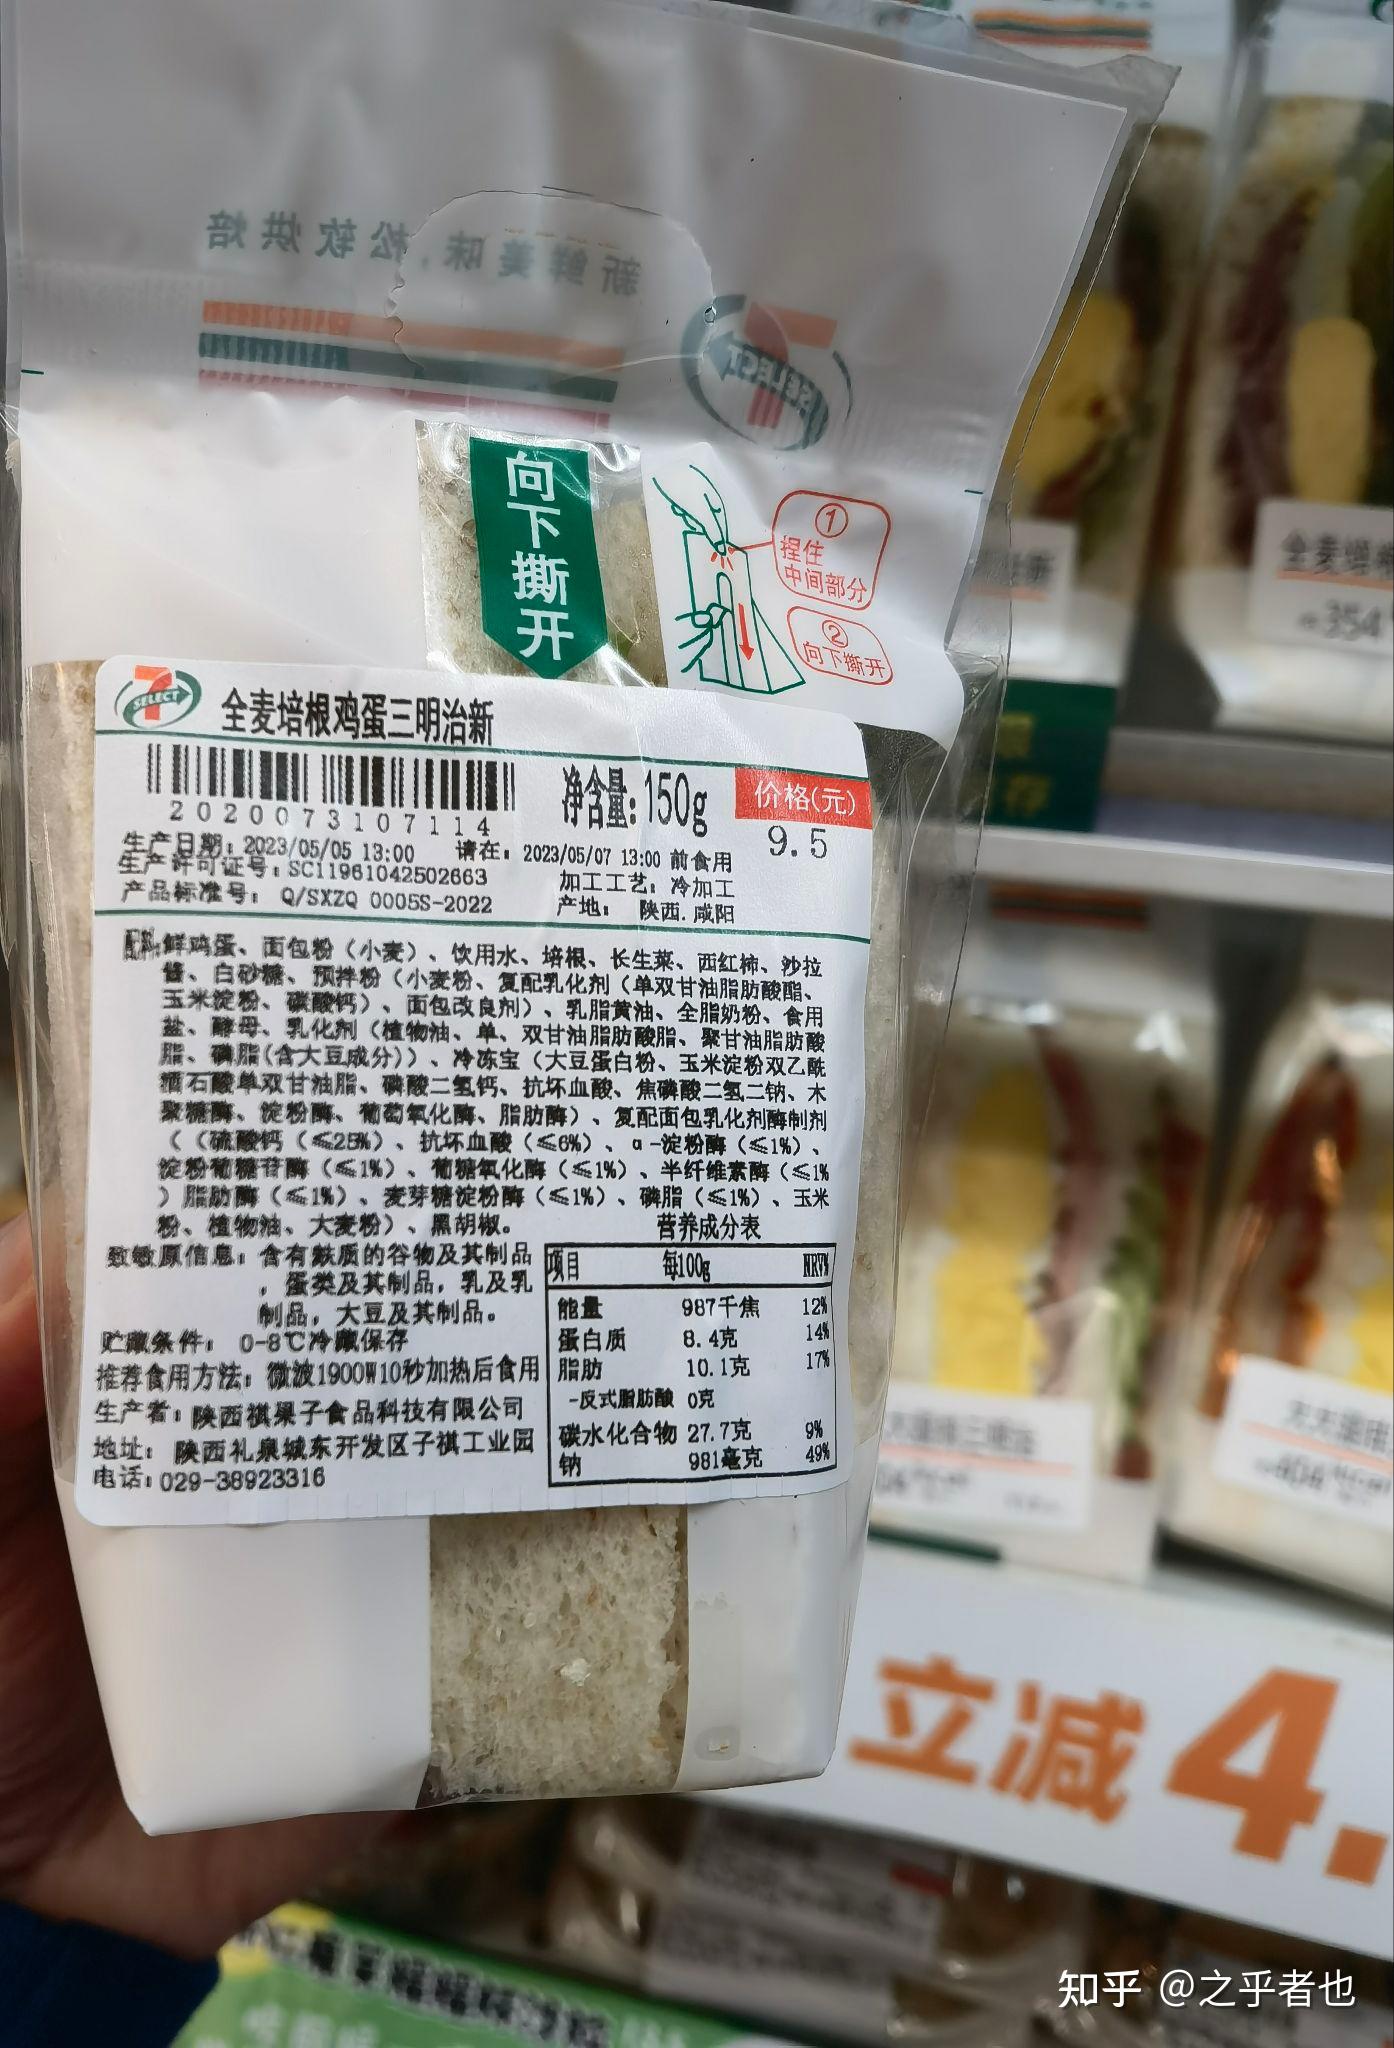 新鲜美味，松软烘焙
7
SELECT
向下撕开
①
捏住
中间部分
②
向下撕开
7
SELECT
全麦培根鸡蛋三明治新
2020073107114
净含量：150g
价格(元)
9.5
生产日期：2023/05/05 13:00 请在：2023/05/07 13:00 前食用
生产许可证号：SC11961042502663
加工工艺：冷加工
产品标准号： Q/SXZQ 0005S-2022
产地： 陕西.咸阳
配料：鲜鸡蛋、面包粉（小麦）、饮用水、培根、长生菜、西红柿、沙拉
酱、白砂糖、预拌粉（小麦粉、复配乳化剂（单双甘油脂肪酸酯、
玉米淀粉、碳酸钙）、面包改良剂）、乳脂黄油、全脂奶粉、食用
盐、酵母、乳化剂（植物油、单、双甘油脂肪酸脂、聚甘油脂肪酸
脂、磷脂(含大豆成分)）、冷冻宝（大豆蛋白粉、玉米淀粉双乙酰
酒石酸单双甘油脂、磷酸二氢钙、抗坏血酸、焦磷酸二氢二钠、木
聚糖酶、淀粉酶、葡萄氧化酶、脂肪酶）、复配面包乳化剂酶制剂
（（硫酸钙（≤25%）、抗坏血酸（≤6%）、α-淀粉酶（≤1%）、
淀粉葡糖苷酶（≤1%）、葡糖氧化酶（≤1%）、半纤维素酶（≤1%
）脂肪酶（≤1%）、麦芽糖淀粉酶（≤1%）、磷脂（≤1%）、玉米
粉、植物油、大麦粉）、黑胡椒。
致敏原信息：含有麸质的谷物及其制品
，蛋类及其制品，乳及乳
制品，大豆及其制品。
贮藏条件： 0-8℃冷藏保存
推荐食用方法：微波1900W10秒加热后食用
生产者：陕西祺果子食品科技有限公司
地址： 陕西礼泉城东开发区子祺工业园
电话：029-38923316
营养成分表
项目 每100g NRV%
能量 987千焦 12%
蛋白质 8.4克 14%
脂肪 10.1克 17%
-反式脂肪酸 0克
碳水化合物 27.7克 9%
钠 981毫克 49%
全麦培根
354
立减4.
知乎 @之乎者也